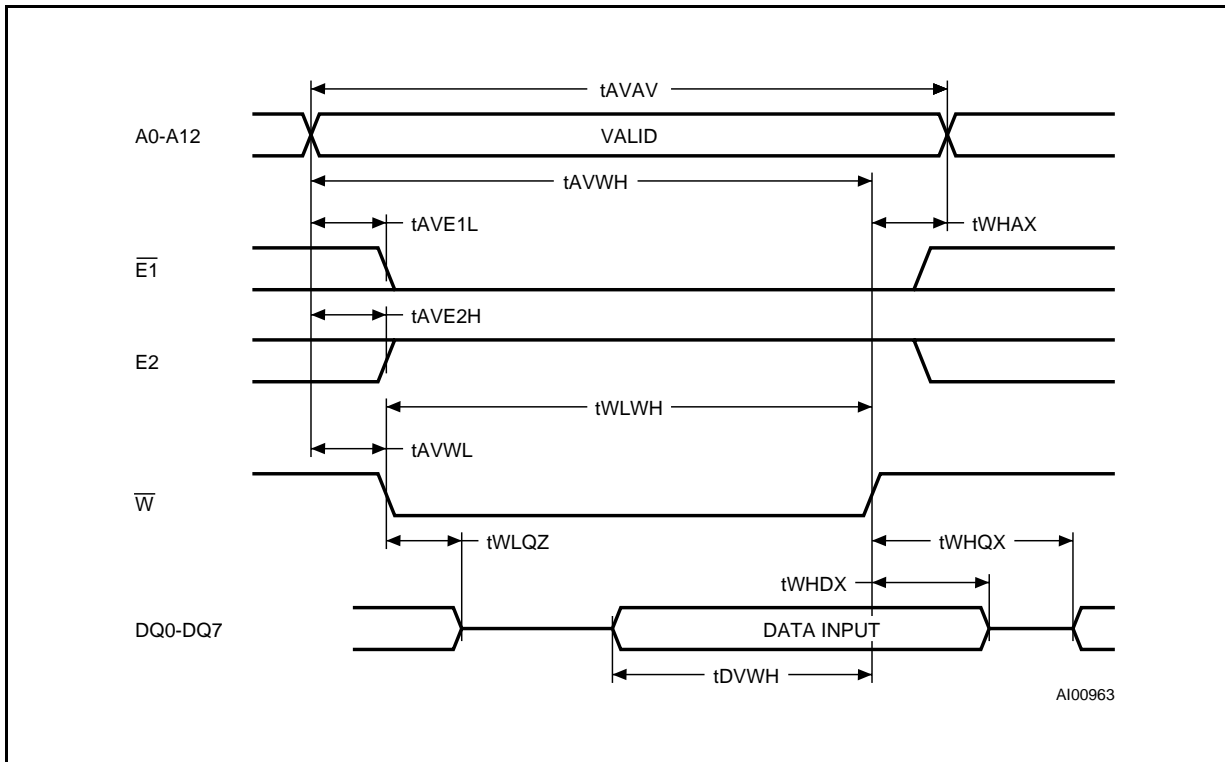 tAVAV
A0-A12 VALID
tAVWH
tAVE1L tWHAX
E1
tAVE2H
E2
tWLWH
tAVWL
W
tWLQZ tWHQX
tWHDX
DQ0-DQ7 DATA INPUT
tDVWH
AI00963